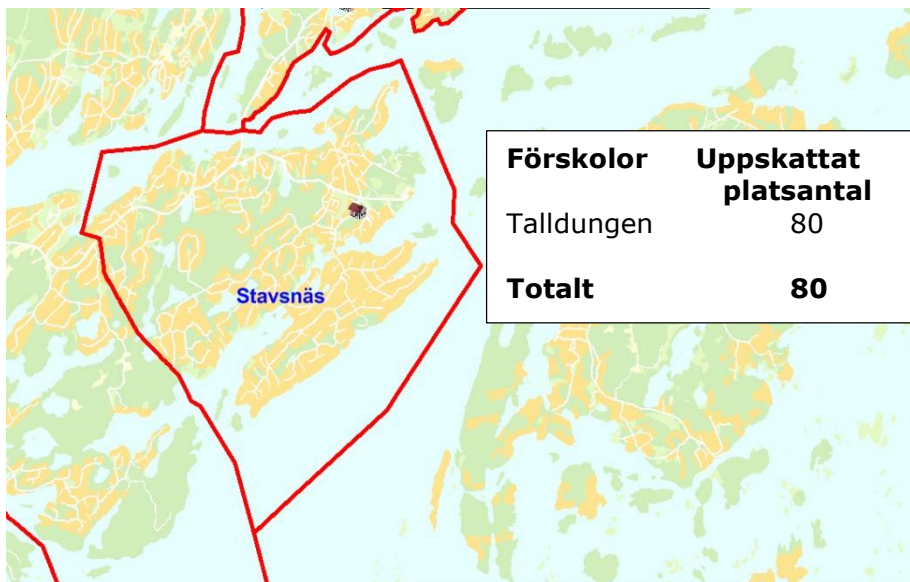 Förskolor Uppskattat
platsantal
Talldungen 80
Totalt 80
Stavsnäs